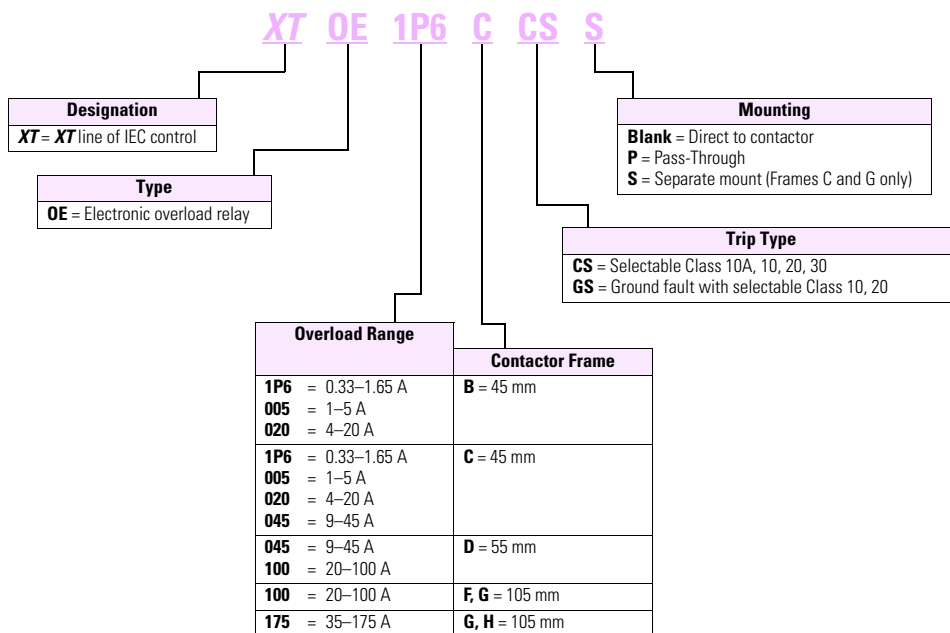 XT OE 1P6 C CS S
Designation
XT = XT line of IEC control
Type
OE = Electronic overload relay
Mounting
Blank = Direct to contactor
P = Pass-Through
S = Separate mount (Frames C and G only)
Trip Type
CS = Selectable Class 10A, 10, 20, 30
GS = Ground fault with selectable Class 10, 20
Overload Range
Contactor Frame
1P6 = 0.33–1.65 A B = 45 mm
005 = 1–5 A
020 = 4–20 A
1P6 = 0.33–1.65 A C = 45 mm
005 = 1–5 A
020 = 4–20 A
045 = 9–45 A
045 = 9–45 A D = 55 mm
100 = 20–100 A
100 = 20–100 A F, G = 105 mm
175 = 35–175 A G, H = 105 mm